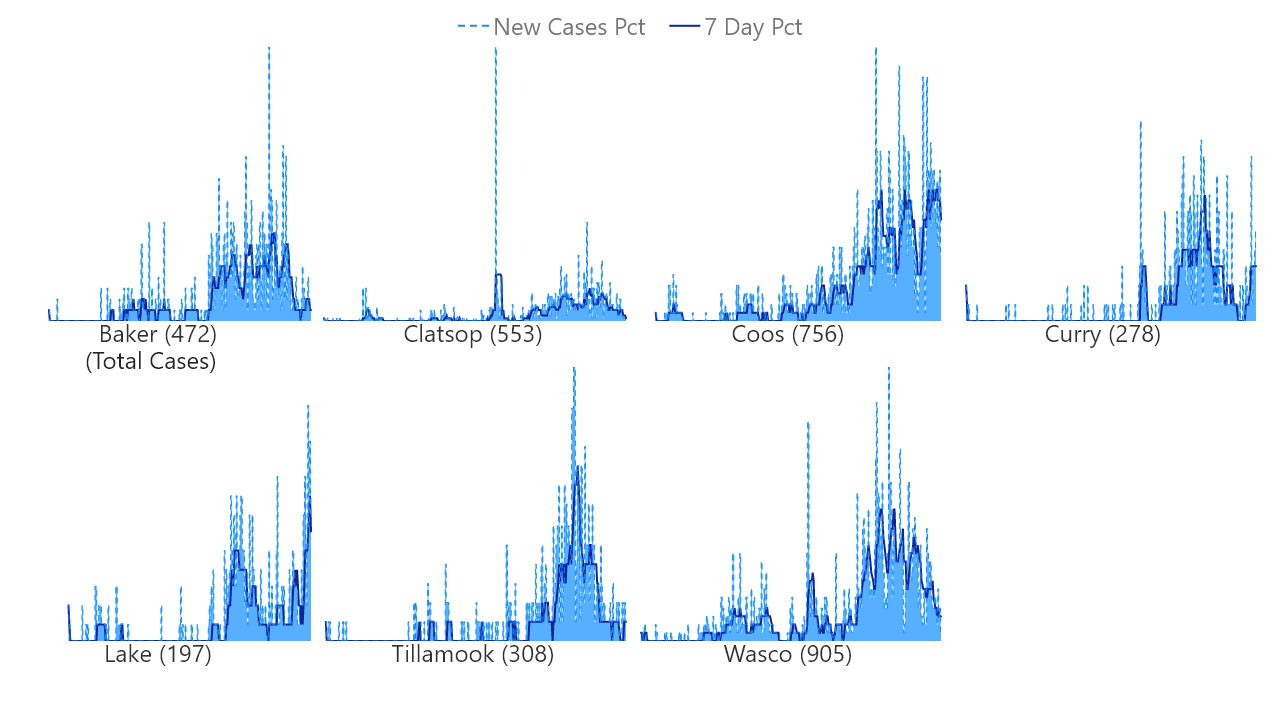 New Cases Pct 7 Day Pct
Baker (472) Clatsop (553) Coos (756) Curry (278)
(Total Cases)
Lake (197) Tillamook (308) Wasco (905)